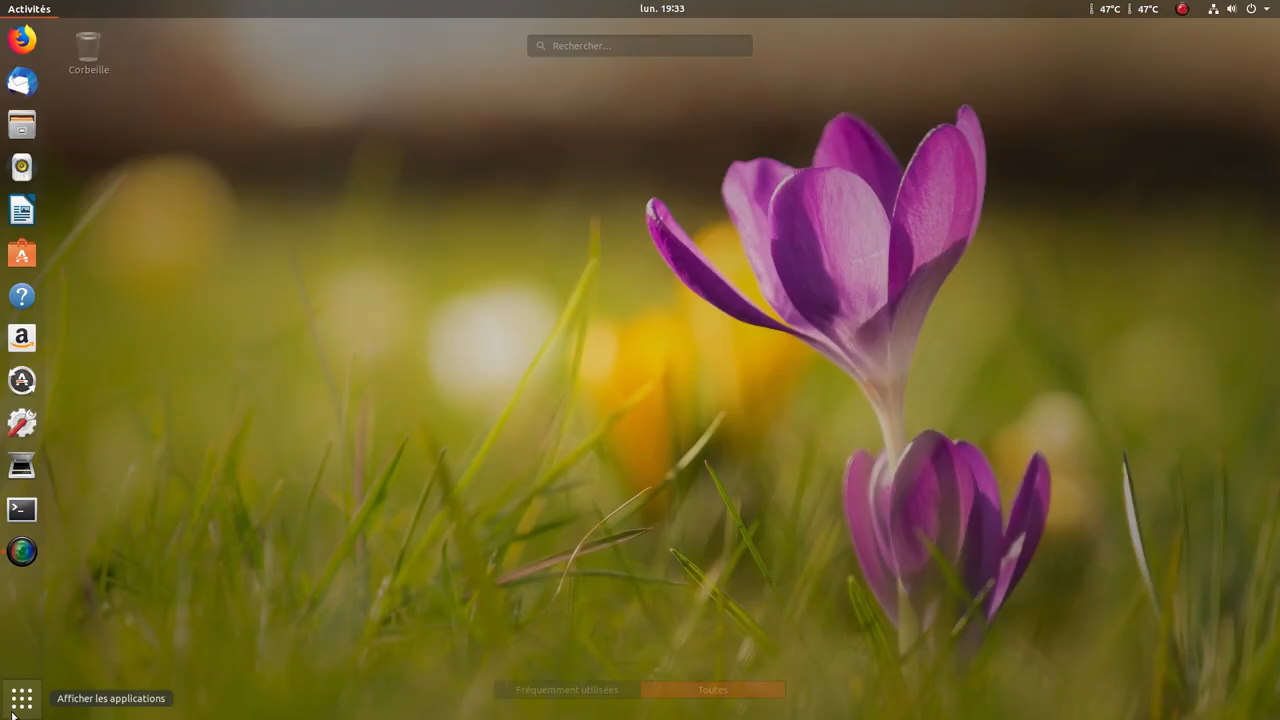 Activités
lun. 19:33
47°C
47°C
Corbeille
Rechercher...
Fréquemment utilisées
Toutes
Afficher les applications